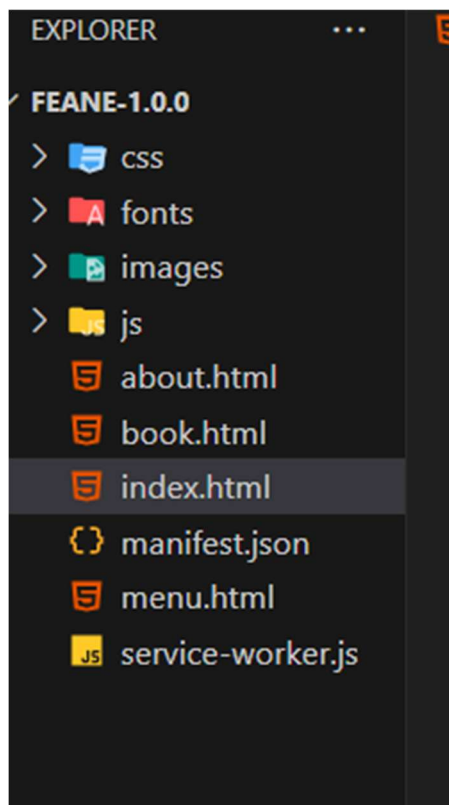 EXPLORER ...
FEANE-1.0.0
css
fonts
images
js
about.html
book.html
index.html
manifest.json
menu.html
service-worker.js